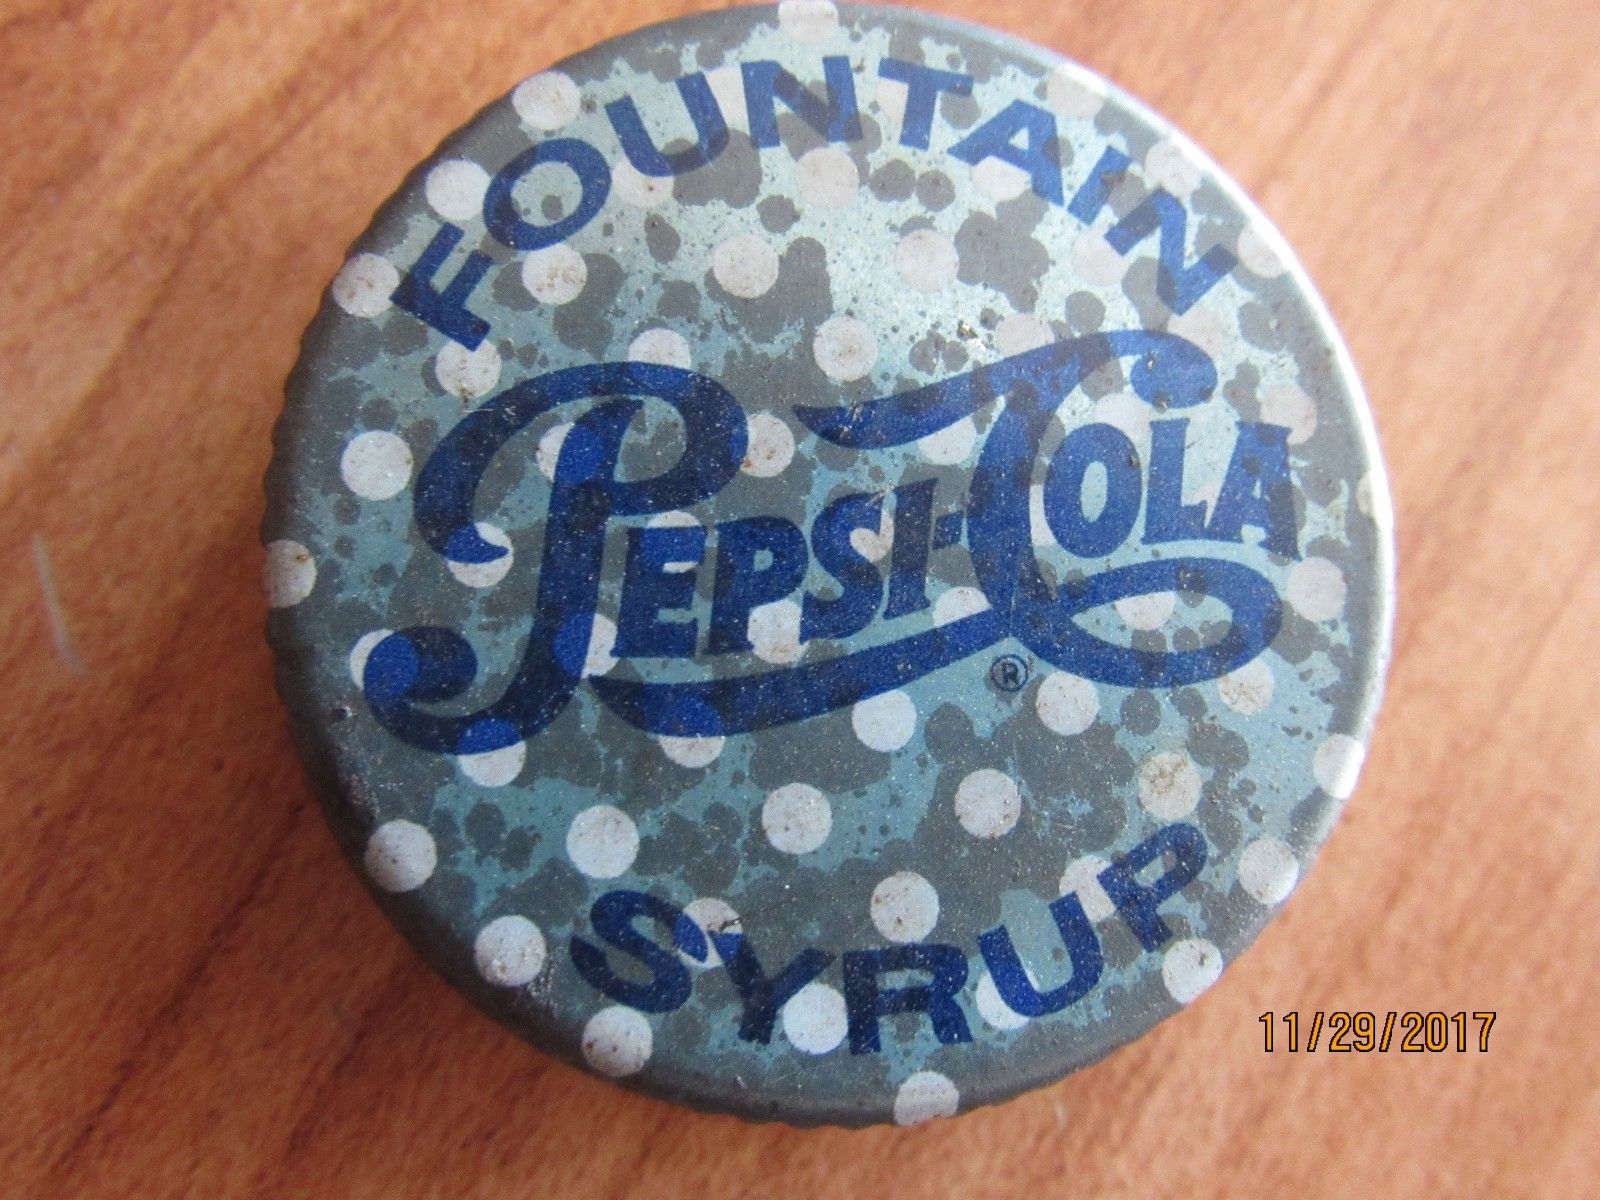 FOUNTAIN
PEPSI-COLA
®
SYRUP
11/29/2017